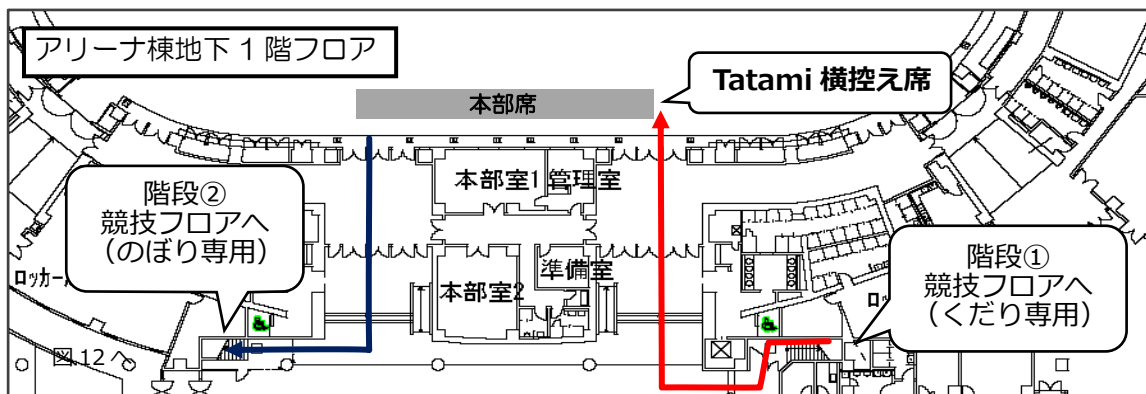 アリーナ棟地下1階フロア
本部席
Tatami 横控え席
本部室1
管理室
階段②
競技フロアへ
（のぼり専用）
階段①
競技フロアへ
（くだり専用）
準備室
本部室2
ロッカー
ロッ
図 12 へ